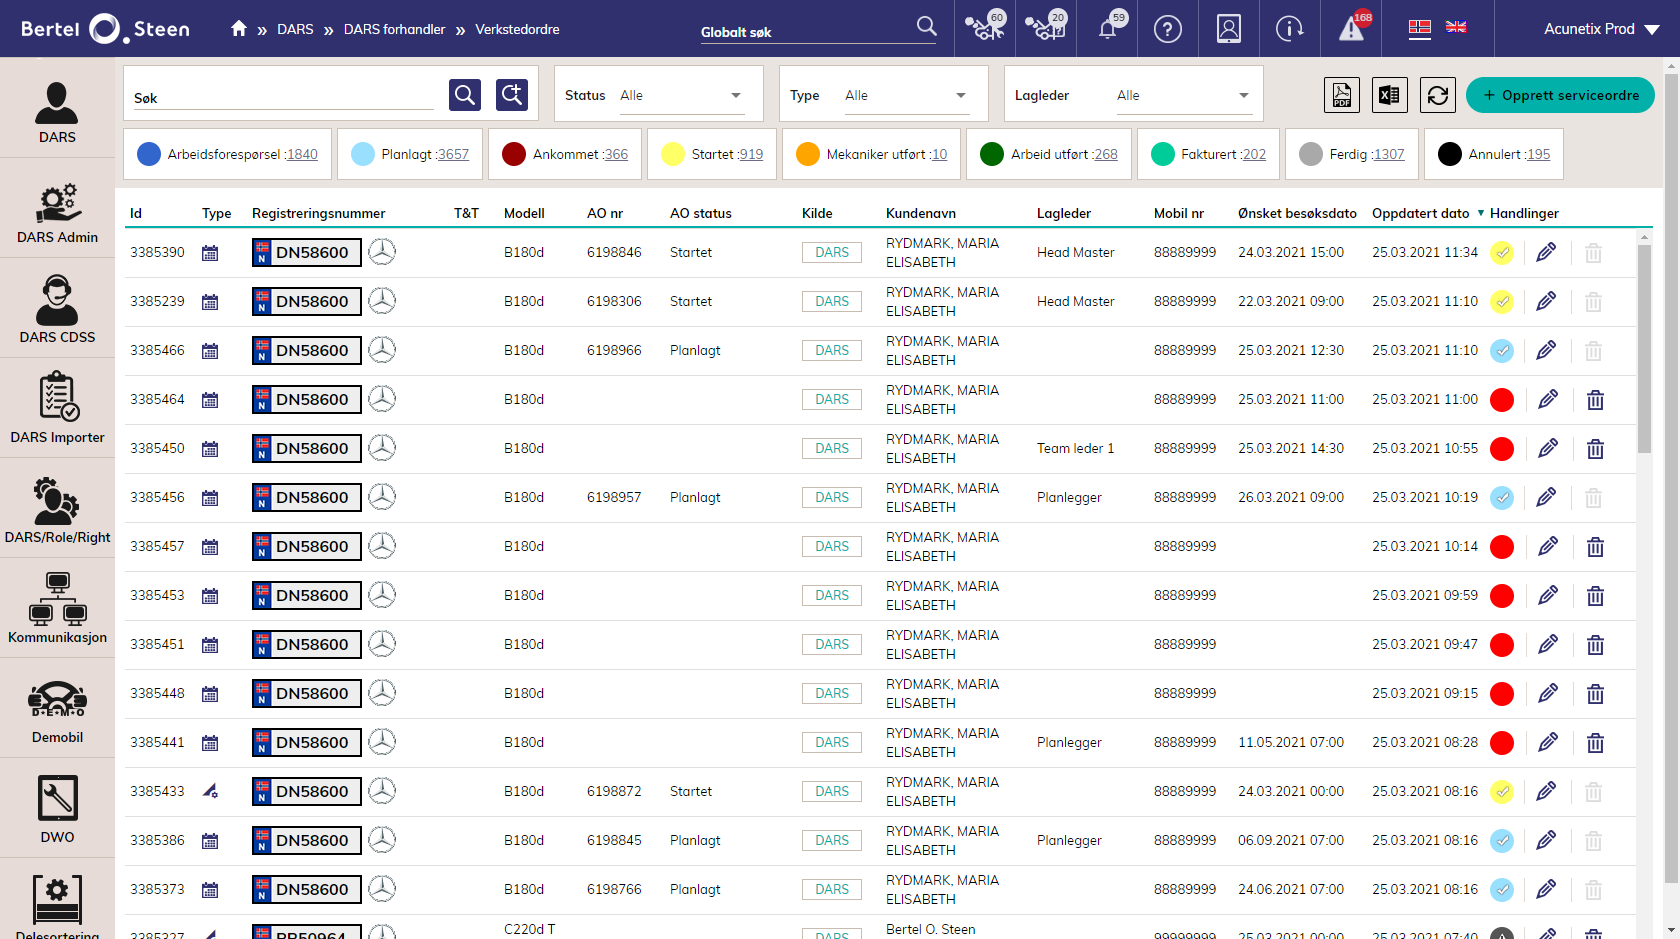 Bertel O. Steen
» DARS » DARS forhandler » Verkstedordre
Globalt søk
60
20
59
168
Acunetix Prod
DARS
DARS Admin
DARS CDSS
DARS Importer
DARS/Role/Right
Kommunikasjon
D•E•M•O
Demobil
DWO
Delesortering
Søk
Status Alle
Type Alle
Lagleder Alle
PDF
+ Opprett serviceordre
Arbeidsforespørsel :1840
Planlagt :3657
Ankommet :366
Startet :919
Mekaniker utført :10
Arbeid utført :268
Fakturert :202
Ferdig :1307
Annulert :195
Id Type Registreringsnummer T&T Modell AO nr AO status Kilde Kundenavn Lagleder Mobil nr Ønsket besøksdato Oppdatert dato ▼ Handlinger
3385390 N DN58600 B180d 6198846 Startet DARS RYDMARK, MARIA ELISABETH Head Master 88889999 24.03.2021 15:00 25.03.2021 11:34
3385239 N DN58600 B180d 6198306 Startet DARS RYDMARK, MARIA ELISABETH Head Master 88889999 22.03.2021 09:00 25.03.2021 11:10
3385466 N DN58600 B180d 6198966 Planlagt DARS RYDMARK, MARIA ELISABETH 88889999 25.03.2021 12:30 25.03.2021 11:10
3385464 N DN58600 B180d DARS RYDMARK, MARIA ELISABETH 88889999 25.03.2021 11:00 25.03.2021 11:00
3385450 N DN58600 B180d DARS RYDMARK, MARIA ELISABETH Team leder 1 88889999 25.03.2021 14:30 25.03.2021 10:55
3385456 N DN58600 B180d 6198957 Planlagt DARS RYDMARK, MARIA ELISABETH Planlegger 88889999 26.03.2021 09:00 25.03.2021 10:19
3385457 N DN58600 B180d DARS RYDMARK, MARIA ELISABETH 88889999 25.03.2021 10:14
3385453 N DN58600 B180d DARS RYDMARK, MARIA ELISABETH 88889999 25.03.2021 09:59
3385451 N DN58600 B180d DARS RYDMARK, MARIA ELISABETH 88889999 25.03.2021 09:47
3385448 N DN58600 B180d DARS RYDMARK, MARIA ELISABETH 88889999 25.03.2021 09:15
3385441 N DN58600 B180d DARS RYDMARK, MARIA ELISABETH Planlegger 88889999 11.05.2021 07:00 25.03.2021 08:28
3385433 N DN58600 B180d 6198872 Startet DARS RYDMARK, MARIA ELISABETH 88889999 24.03.2021 00:00 25.03.2021 08:16
3385386 N DN58600 B180d 6198845 Planlagt DARS RYDMARK, MARIA ELISABETH Planlegger 88889999 06.09.2021 07:00 25.03.2021 08:16
3385373 N DN58600 B180d 6198766 Planlagt DARS RYDMARK, MARIA ELISABETH 88889999 24.06.2021 07:00 25.03.2021 08:16
3385327 C220d T DARS Bertel O. Steen 99999999 25.03.2021 00:00 25.03.2021 07:40